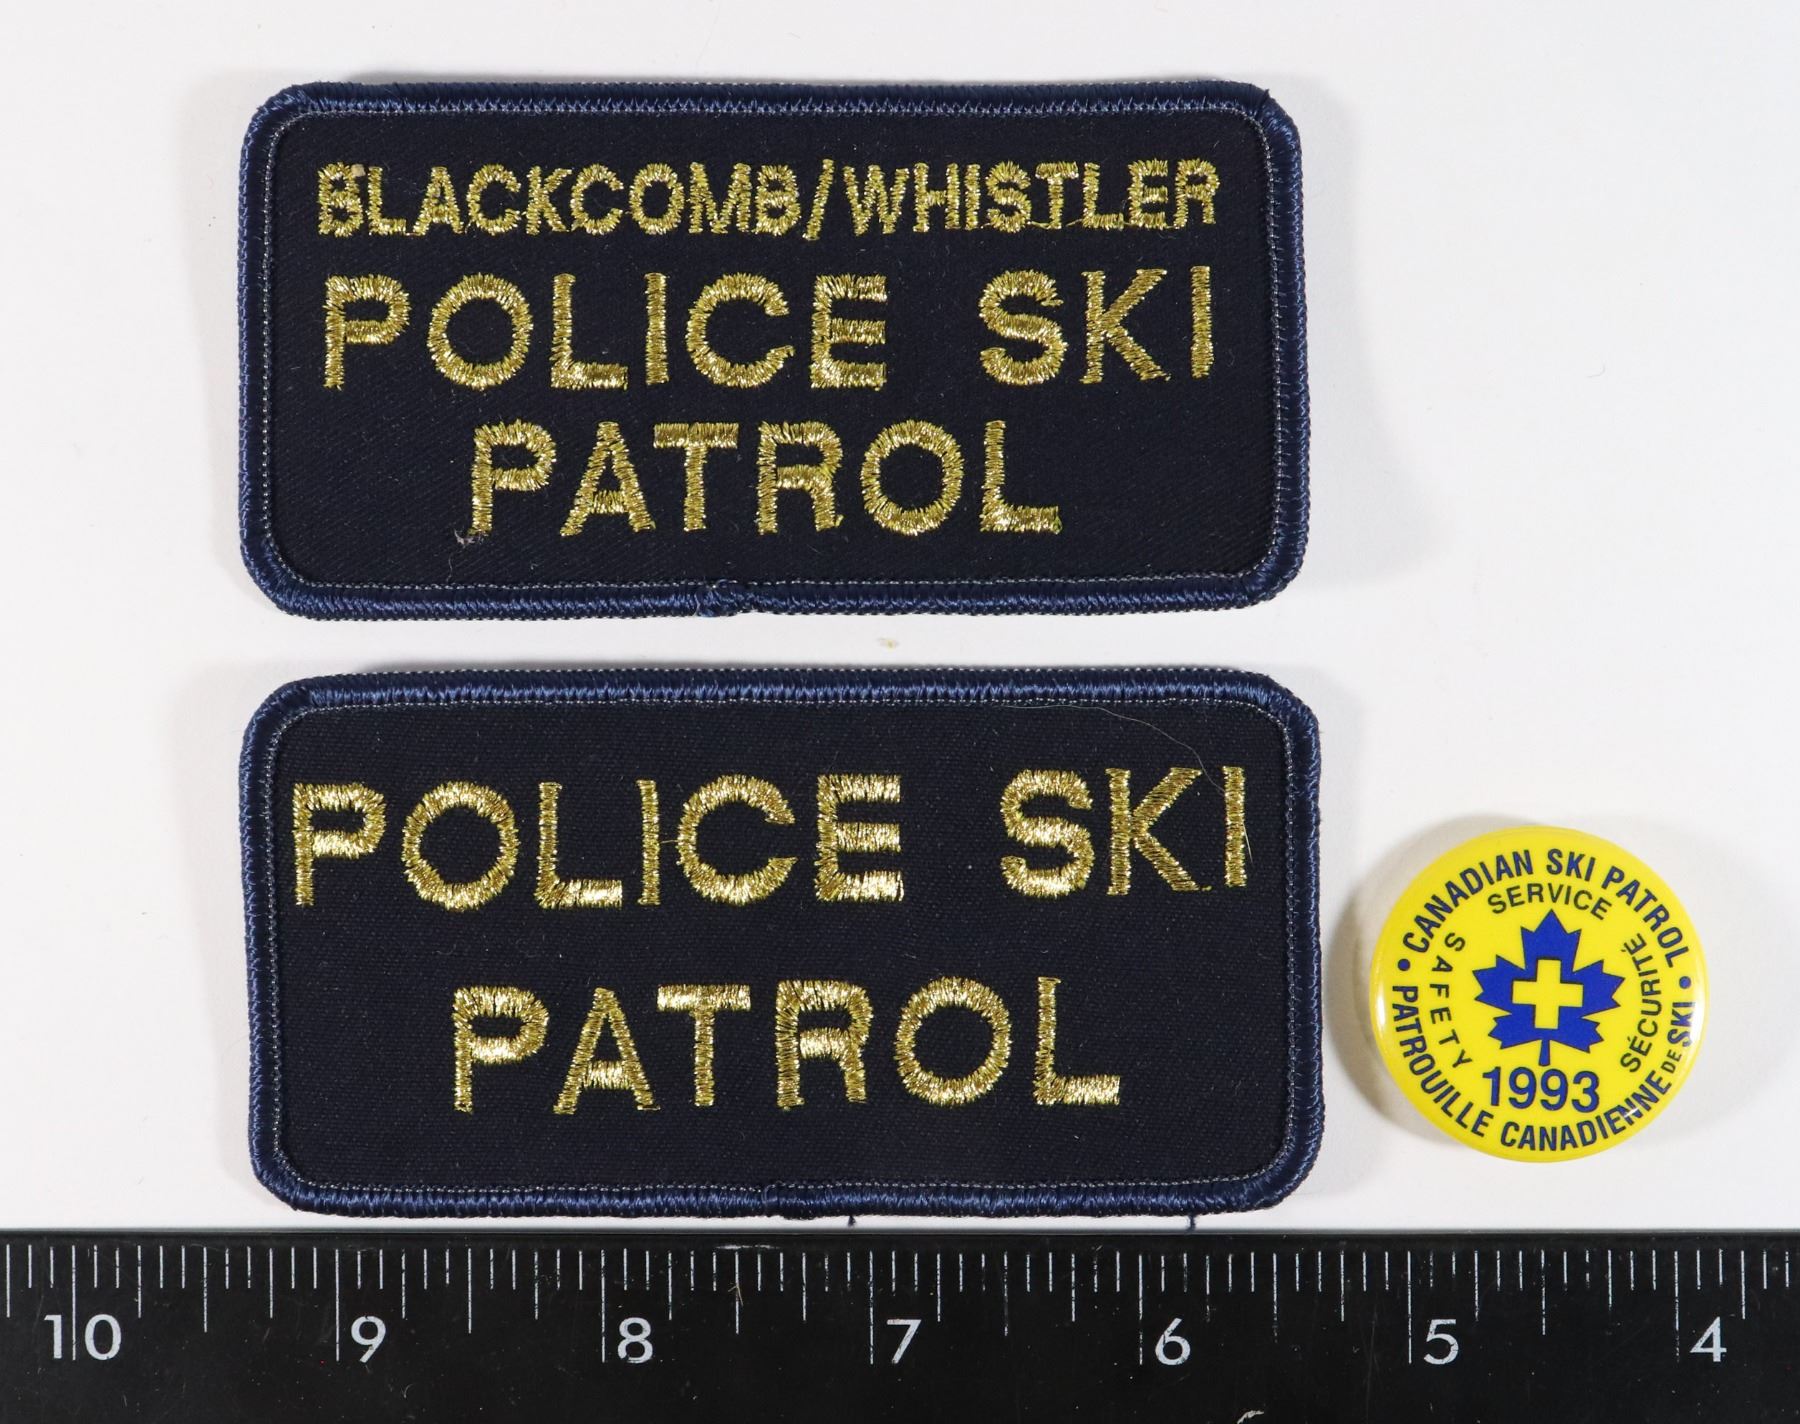 BLACKCOMB/WHISTLER
POLICE SKI
PATROL
POLICE SKI
PATROL
• CANADIAN SKI PATROL •
SERVICE
SAFETY
SÉCURITÉ
1993
PATROUILLE CANADIENNE DE SKI
10 9 8 7 6 5 4